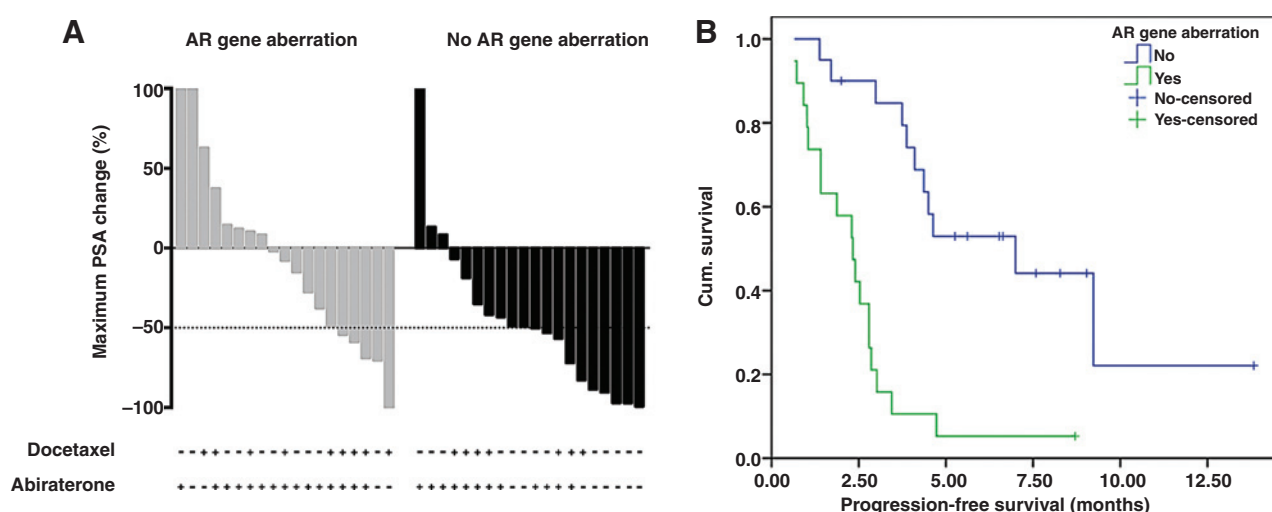 A
AR gene aberration
No AR gene aberration
Maximum PSA change (%)
100
50
0
−50
−100
Docetaxel
Abiraterone
B
AR gene aberration
No
Yes
No-censored
Yes-censored
Cum. survival
1.0
0.8
0.6
0.4
0.2
0.0
0.00 2.50 5.00 7.50 10.00 12.50
Progression-free survival (months)